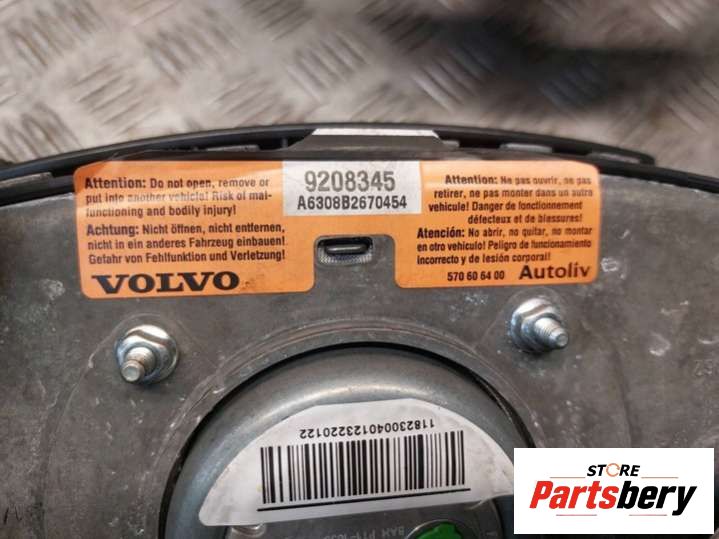 Attention: Do not open, remove or
put into another vehicle! Risk of mal-
functioning and bodily injury!
Achtung: Nicht öffnen, nicht entfernen,
nicht in ein anderes Fahrzeug einbauen!
Gefahr von Fehlfunktion und Verletzung!
VOLVO
9208345
A6308B2670454
Attention: Ne pas ouvrir, ne pas
retirer, ne pas monter dans un autre
vehicule! Danger de fonctionnement
défecteux et de blessures!
Atención: No abrir, no quitar, no montar
en otro vehiculo! Peligro de funcionamiento
incorrecto y de lesión corporal!
570 60 64 00 Autoliv
118230040123220122
BAM PT1
STORE
Partsbery